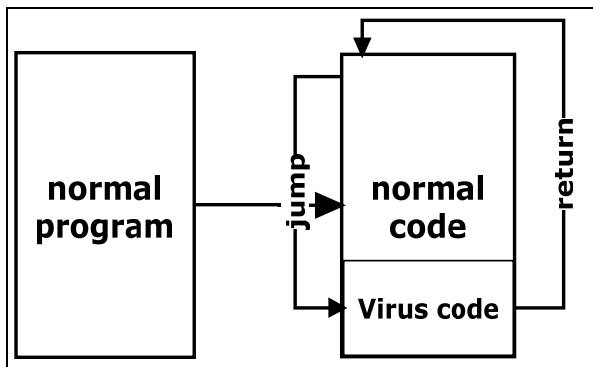 normal
program
jump
normal
code
Virus code
return